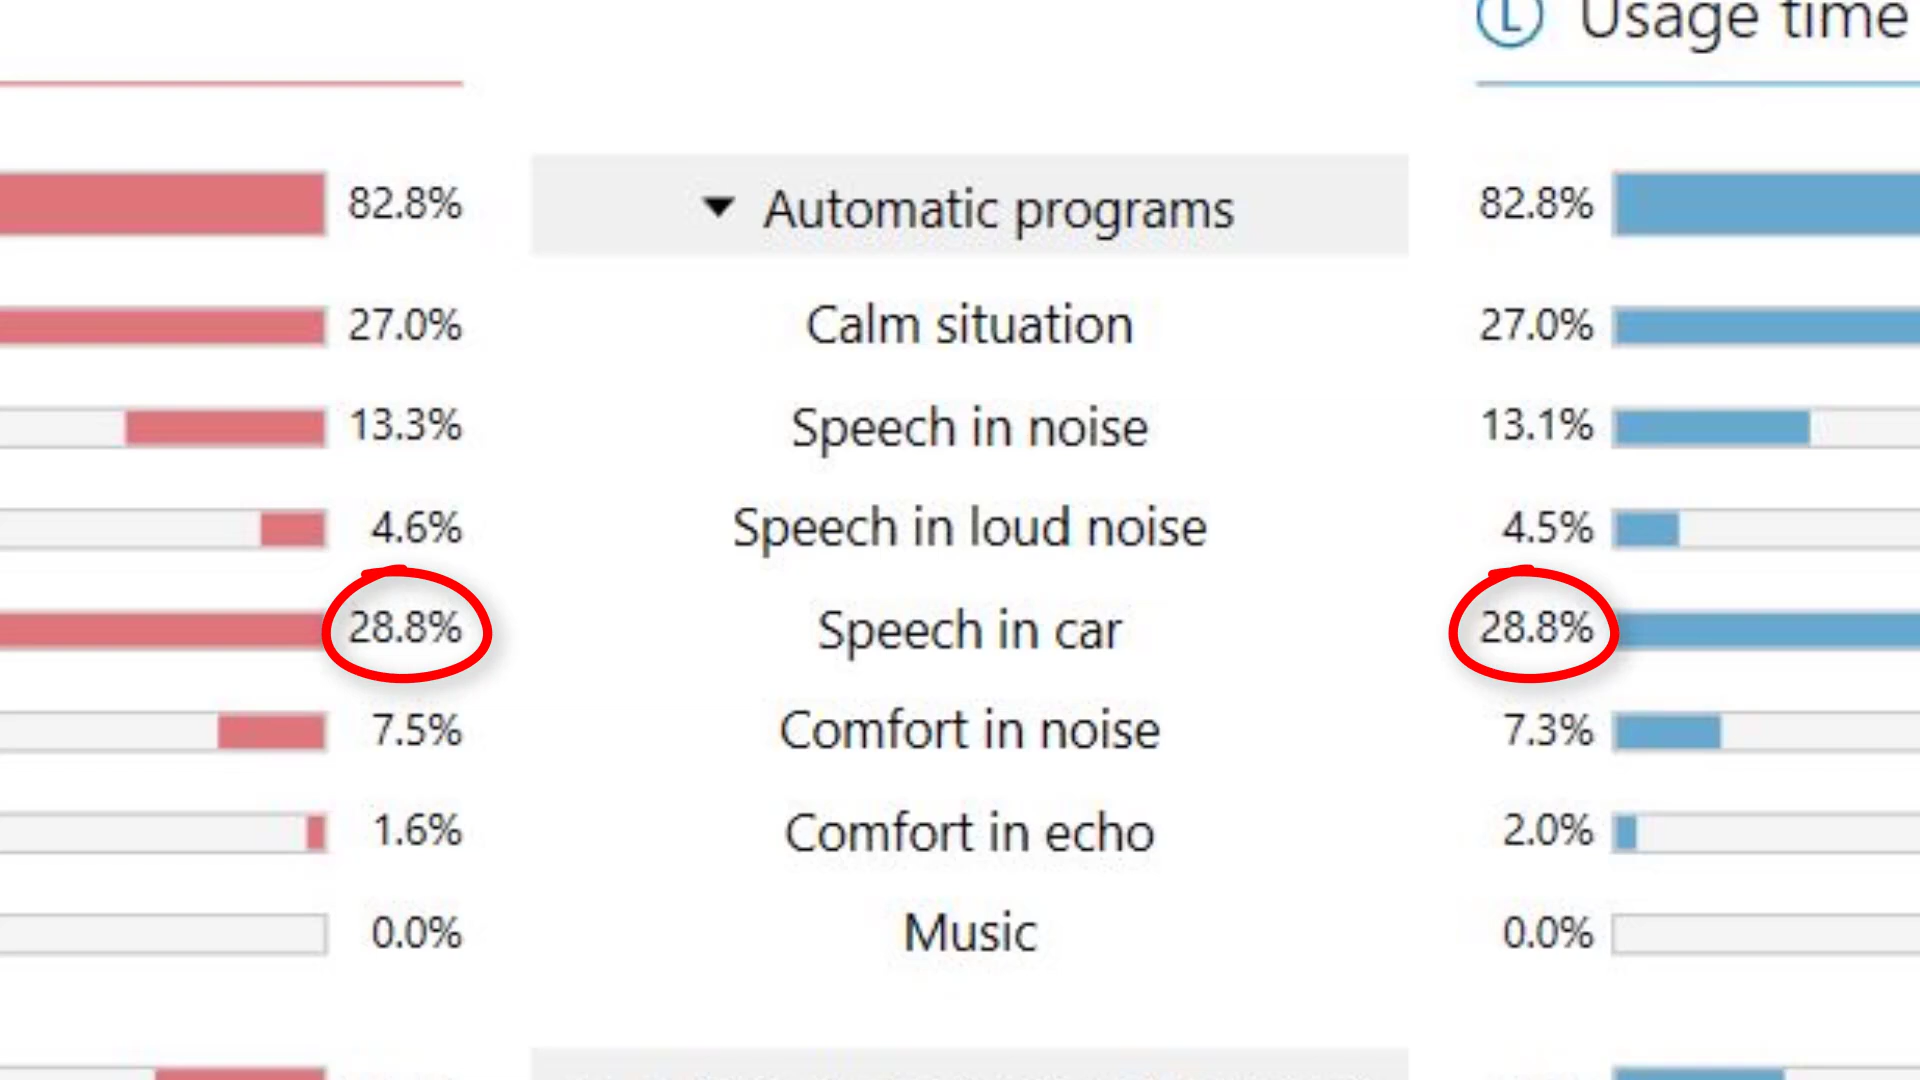 L Usage time
82.8% Automatic programs 82.8%
27.0% Calm situation 27.0%
13.3% Speech in noise 13.1%
4.6% Speech in loud noise 4.5%
28.8% Speech in car 28.8%
7.5% Comfort in noise 7.3%
1.6% Comfort in echo 2.0%
0.0% Music 0.0%